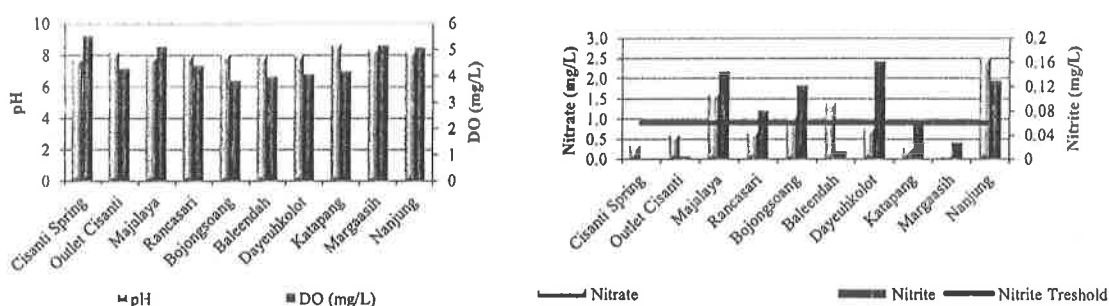 10
8
6
4
2
0
pH
6
5
4
3
2
1
0
DO (mg/L)
Cisanti Spring
Outlet Cisanti
Majalaya
Rancasari
Bojongsoang
Baleendah
Dayeuhkolot
Katapang
Margaasih
Nanjung
pH
DO (mg/L)
3,0
2,5
2,0
1,5
1,0
0,5
0,0
Nitrate (mg/L)
0,2
0,16
0,12
0,08
0,04
0
Nitrite (mg/L)
Cisanti Spring
Outlet Cisanti
Majalaya
Rancasari
Bojongsoang
Baleendah
Dayeuhkolot
Katapang
Margaasih
Nanjung
Nitrate
Nitrite
Nitrite Treshold